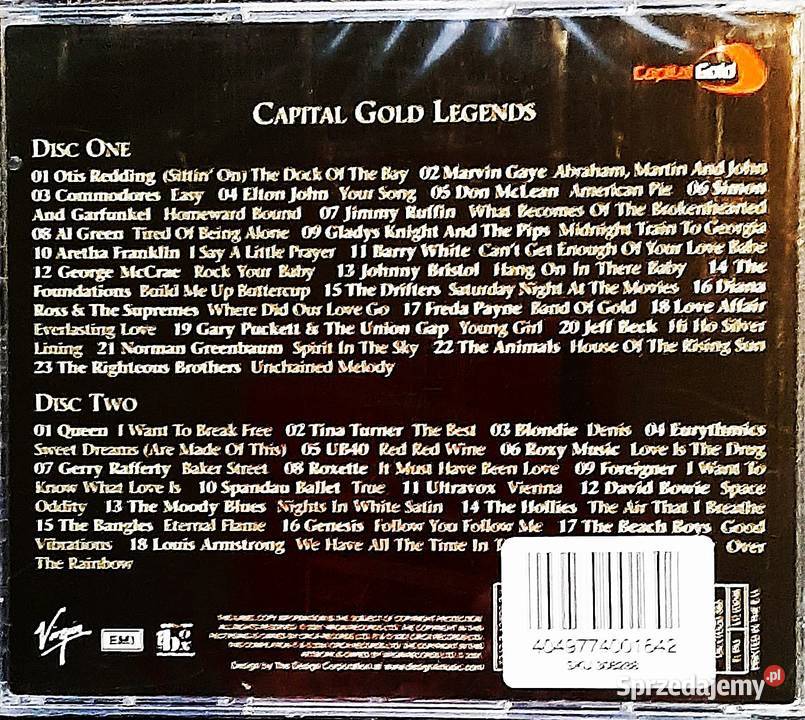 Capital Gold
CAPITAL GOLD LEGENDS
DISC ONE
01 Otis Redding (Sittin' On) The Dock Of The Bay 02 Marvin Gaye Abraham, Martin And John
03 Commodores Easy 04 Elton John Your Song 05 Don McLean American Pie 06 Simon
And Garfunkel Homeward Bound 07 Jimmy Ruffin What Becomes Of The Brokenhearted
08 Al Green Tired Of Being Alone 09 Gladys Knight And The Pips Midnight Train To Georgia
10 Aretha Franklin I Say A Little Prayer 11 Barry White Can't Get Enough Of Your Love Babe
12 George McCrae Rock Your Baby 13 Johnny Bristol Hang On In There Baby 14 The
Foundations Build Me Up Buttercup 15 The Drifters Saturday Night At The Movies 16 Diana
Ross & The Supremes Where Did Our Love Go 17 Freda Payne Band Of Gold 18 Love Affair
Everlasting Love 19 Gary Puckett & The Union Gap Young Girl 20 Jeff Beck Hi Ho Silver
Lining 21 Norman Greenbaum Spirit In The Sky 22 The Animals House Of The Rising Sun
23 The Righteous Brothers Unchained Melody
DISC TWO
01 Queen I Want To Break Free 02 Tina Turner The Best 03 Blondie Denis 04 Eurythmics
Sweet Dreams (Are Made Of This) 05 UB40 Red Red Wine 06 Roxy Music Love Is The Drug
07 Gerry Rafferty Baker Street 08 Roxette It Must Have Been Love 09 Foreigner I Want To
Know What Love Is 10 Spandau Ballet True 11 Ultravox Vienna 12 David Bowie Space
Oddity 13 The Moody Blues Nights In White Satin 14 The Hollies The Air That I Breathe
15 The Bangles Eternal Flame 16 Genesis Follow You Follow Me 17 The Beach Boys Good
Vibrations 18 Louis Armstrong We Have All The Time In Over
The Rainbow
Virgin EMI
Design by The Design Corporation at www.designmusic.com
4049774001642
SKU 308238
Sprzedajemy.pl